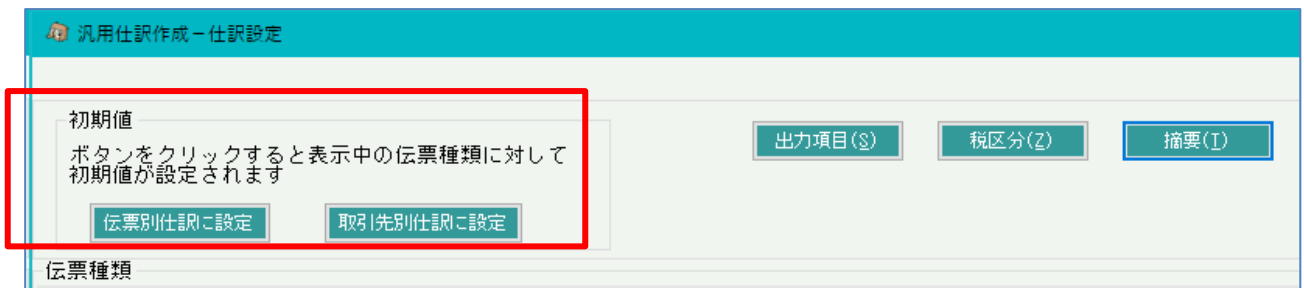 汎用仕訳作成－仕訳設定
初期値
ボタンをクリックすると表示中の伝票種類に対して
初期値が設定されます
出力項目(S)
税区分(Z)
摘要(T)
伝票別仕訳に設定
取引先別仕訳に設定
伝票種類